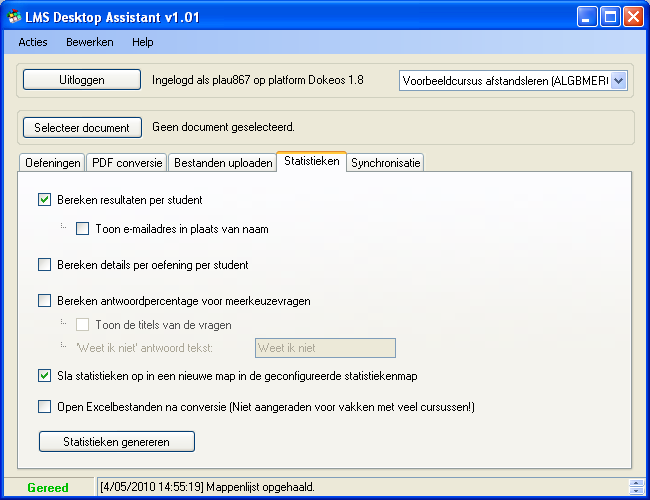 LMS Desktop Assistant v1.01
Acties Bewerken Help
Uitloggen Ingelogd als plau867 op platform Dokeos 1.8 Voorbeeldcursus afstandsleren (ALGBMER
Selecteer document Geen document geselecteerd.
Oefeningen PDF conversie Bestanden uploaden Statistieken Synchronisatie
Bereken resultaten per student
Toon e-mailadres in plaats van naam
Bereken details per oefening per student
Bereken antwoordpercentage voor meerkeuzevragen
Toon de titels van de vragen
'Weet ik niet' antwoord tekst: Weet ik niet
Sla statistieken op in een nieuwe map in de geconfigureerde statistiekenmap
Open Excelbestanden na conversie (Niet aangeraden voor vakken met veel cursussen!)
Statistieken genereren
Gereed [4/05/2010 14:55:19] Mappenlijst opgehaald.